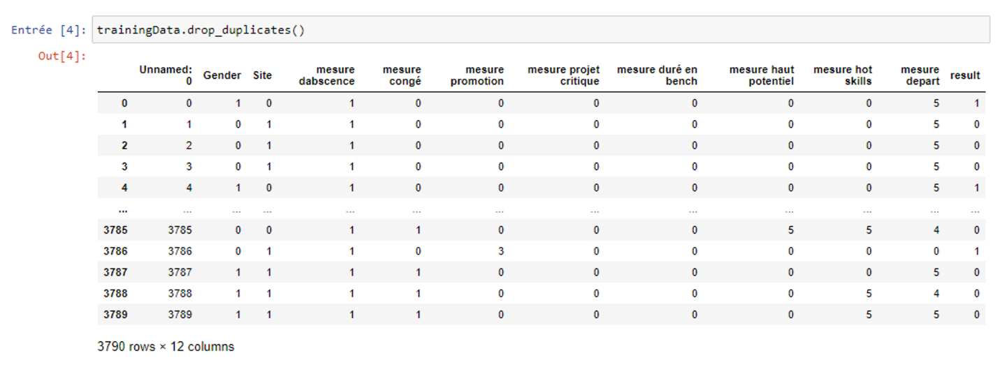 Entrée [4]: trainingData.drop_duplicates()
Out[4]:
Unnamed: 0 Gender Site mesure dabscence mesure congé mesure promotion mesure projet critique mesure duré en bench mesure haut potentiel mesure hot skills mesure depart result
0 0 1 0 1 0 0 0 0 0 0 5 1
1 1 0 1 1 0 0 0 0 0 0 5 0
2 2 0 1 1 0 0 0 0 0 0 5 0
3 3 0 1 1 0 0 0 0 0 0 5 0
4 4 1 0 1 0 0 0 0 0 0 5 1
... ... ... ... ... ... ... ... ... ... ... ... ...
3785 3785 0 0 1 1 0 0 0 5 5 4 0
3786 3786 0 1 1 0 3 0 0 0 0 0 1
3787 3787 1 1 1 1 0 0 0 0 0 5 0
3788 3788 1 1 1 1 0 0 0 0 5 4 0
3789 3789 1 1 1 1 0 0 0 0 5 5 0
3790 rows × 12 columns